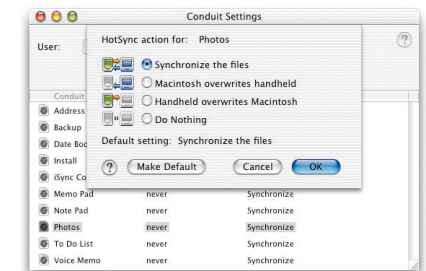 Conduit Settings
User:
HotSync action for: Photos
?
Synchronize the files
Macintosh overwrites handheld
Handheld overwrites Macintosh
Do Nothing
Default setting: Synchronize the files
? Make Default Cancel OK
Conduit
Address
Backup
Date Boo
Install
iSync Co
Memo Pad never Synchronize
Note Pad never Synchronize
Photos never Synchronize
To Do List never Synchronize
Voice Memo never Synchronize